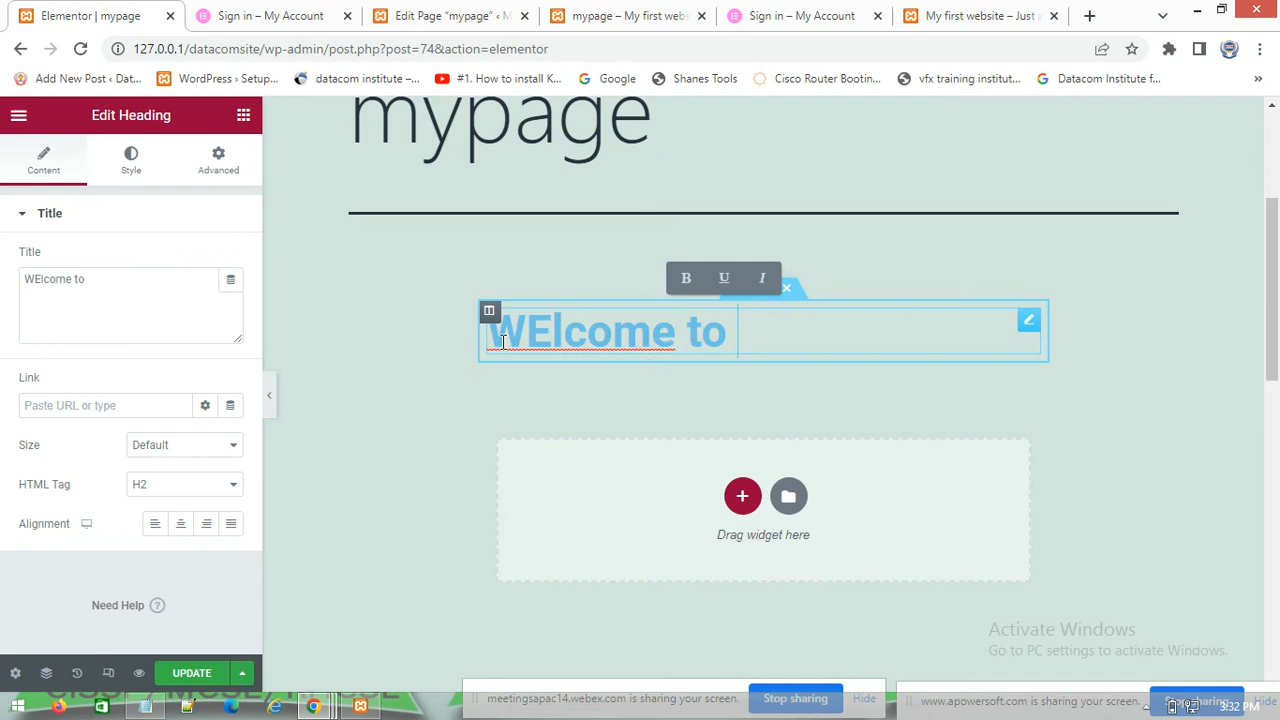 Elementor | mypage
Sign in – My Account
Edit Page “mypage” ‹ M
mypage – My first webs
Sign in – My Account
My first website – Just a
127.0.0.1/datacomsite/wp-admin/post.php?post=74&action=elementor
Add New Post ‹ Dat...
WordPress › Setup...
datacom institute –...
#1. How to install K...
Google
Shanes Tools
Cisco Router Bootin...
vfx training institut...
Datacom Institute f...
»
Edit Heading
Content
Style
Advanced
Title
Title
WElcome to
Link
Paste URL or type
Size
Default
HTML Tag
H2
Alignment
Need Help ?
UPDATE
mypage
B U I
WElcome to
+
Drag widget here
Activate Windows
Go to PC settings to activate Windows.
meetingsapac14.webex.com is sharing your screen.
Stop sharing
Hide
www.apowersoft.com is sharing your screen.
3:32 PM